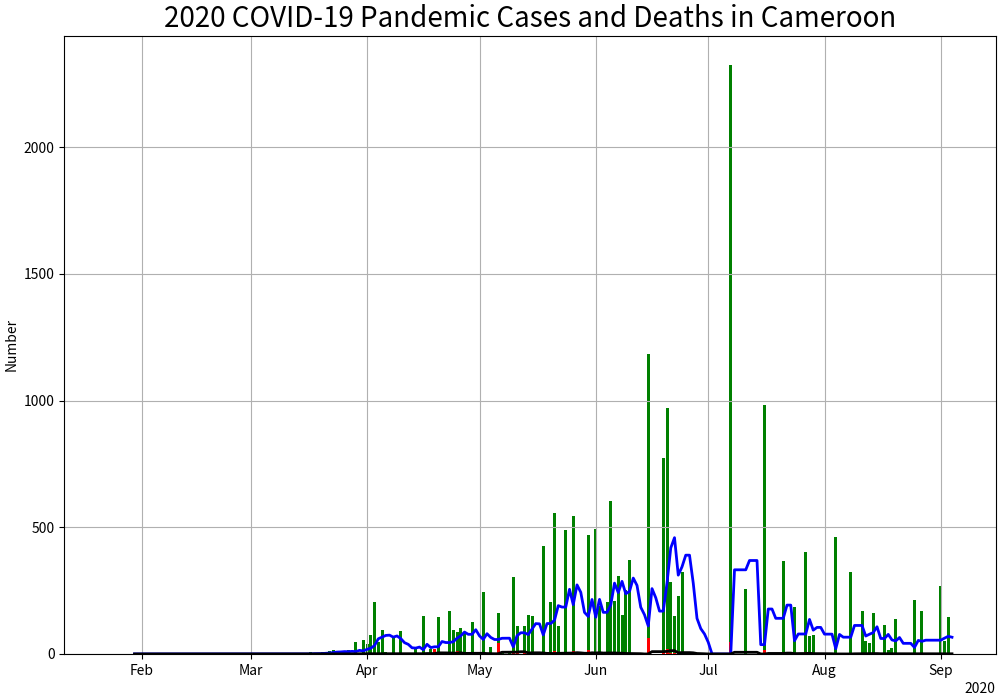 2020 COVID-19 Pandemic Cases and Deaths in Cameroon
Number
2000
1500
1000
500
0
Feb Mar Apr May Jun Jul Aug Sep
2020